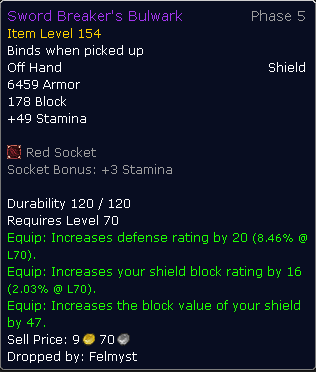 Sword Breaker's Bulwark Phase 5
Item Level 154
Binds when picked up
Off Hand Shield
6459 Armor
178 Block
+49 Stamina
Red Socket
Socket Bonus: +3 Stamina
Durability 120 / 120
Requires Level 70
Equip: Increases defense rating by 20 (8.46% @
L70).
Equip: Increases your shield block rating by 16
(2.03% @ L70).
Equip: Increases the block value of your shield
by 47.
Sell Price: 9 70
Dropped by: Felmyst